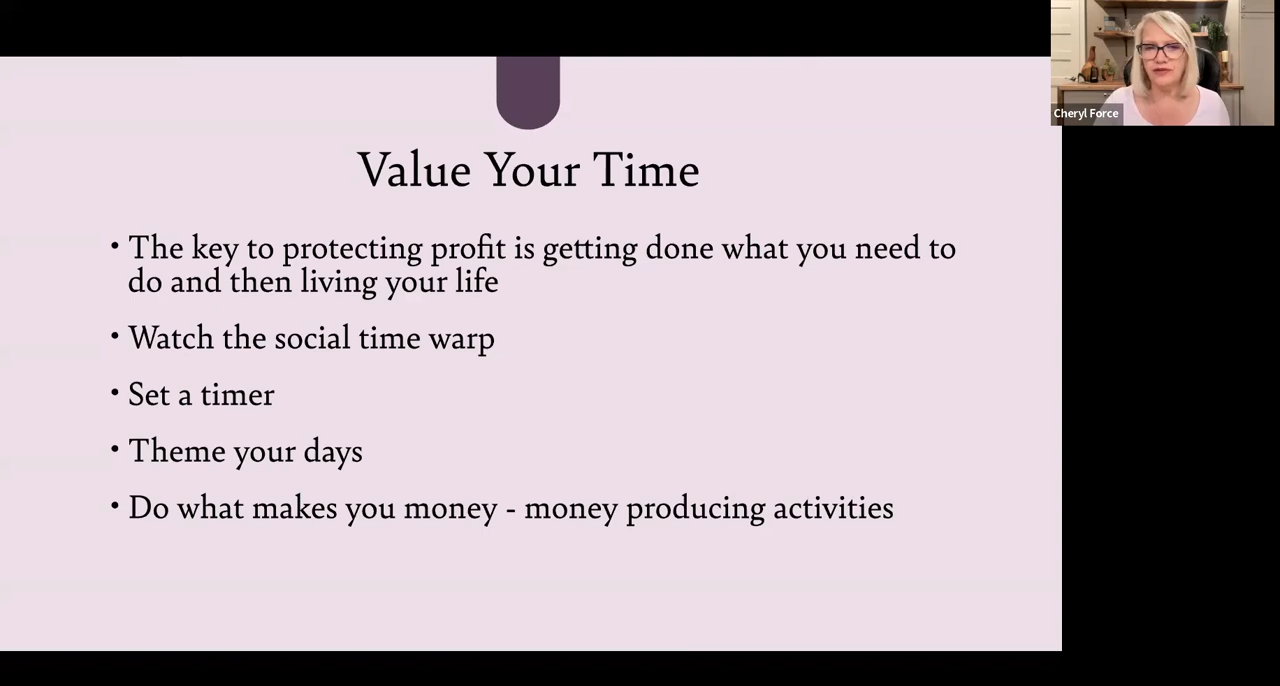 Cheryl Force
Value Your Time
• The key to protecting profit is getting done what you need to
do and then living your life
• Watch the social time warp
• Set a timer
• Theme your days
• Do what makes you money - money producing activities